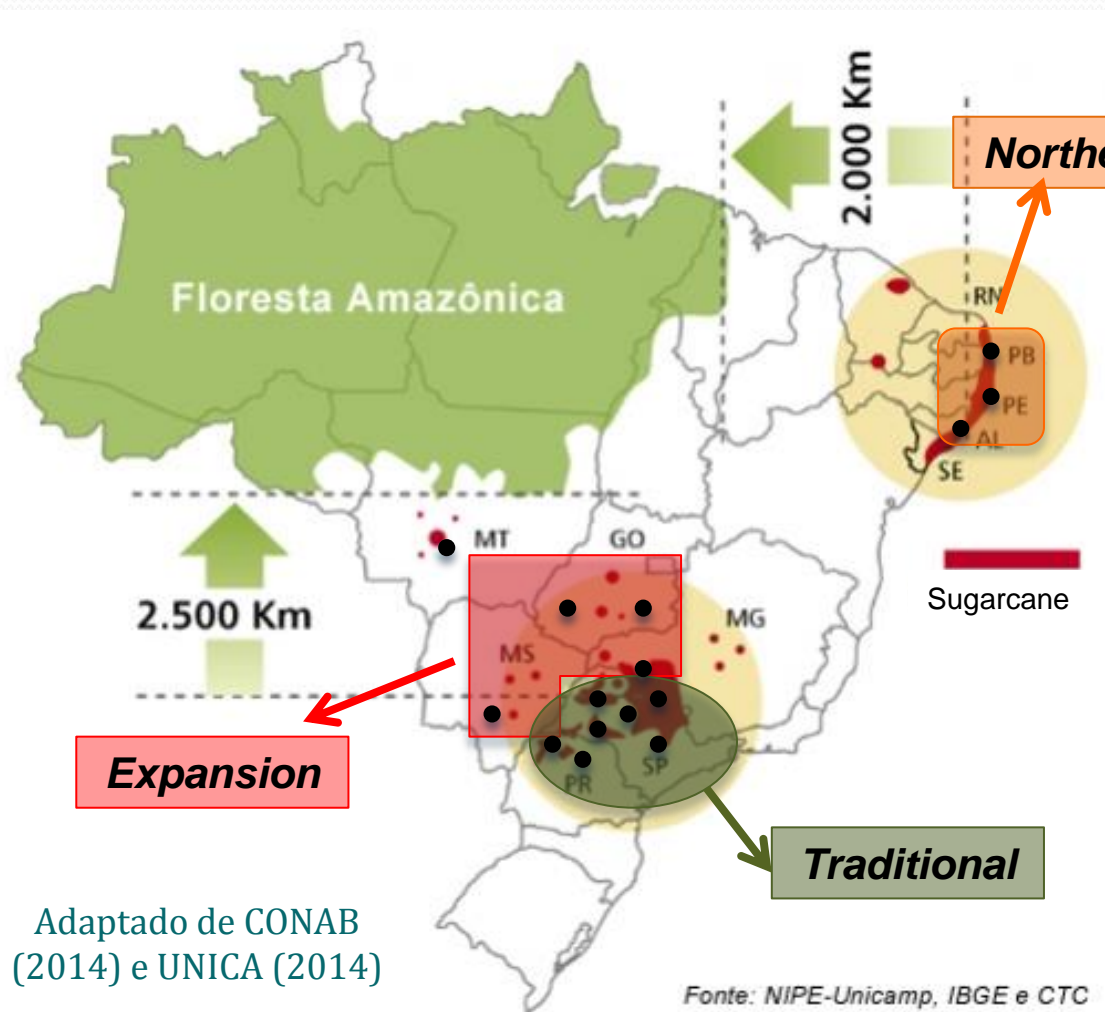 2.000 Km
Northe
Floresta Amazônica
RN
PB
PE
AL
SE
MT
GO
2.500 Km
MG
Sugarcane
MS
Expansion
PR
SP
Traditional
Adaptado de CONAB
(2014) e UNICA (2014)
Fonte: NIPE-Unicamp, IBGE e CTC